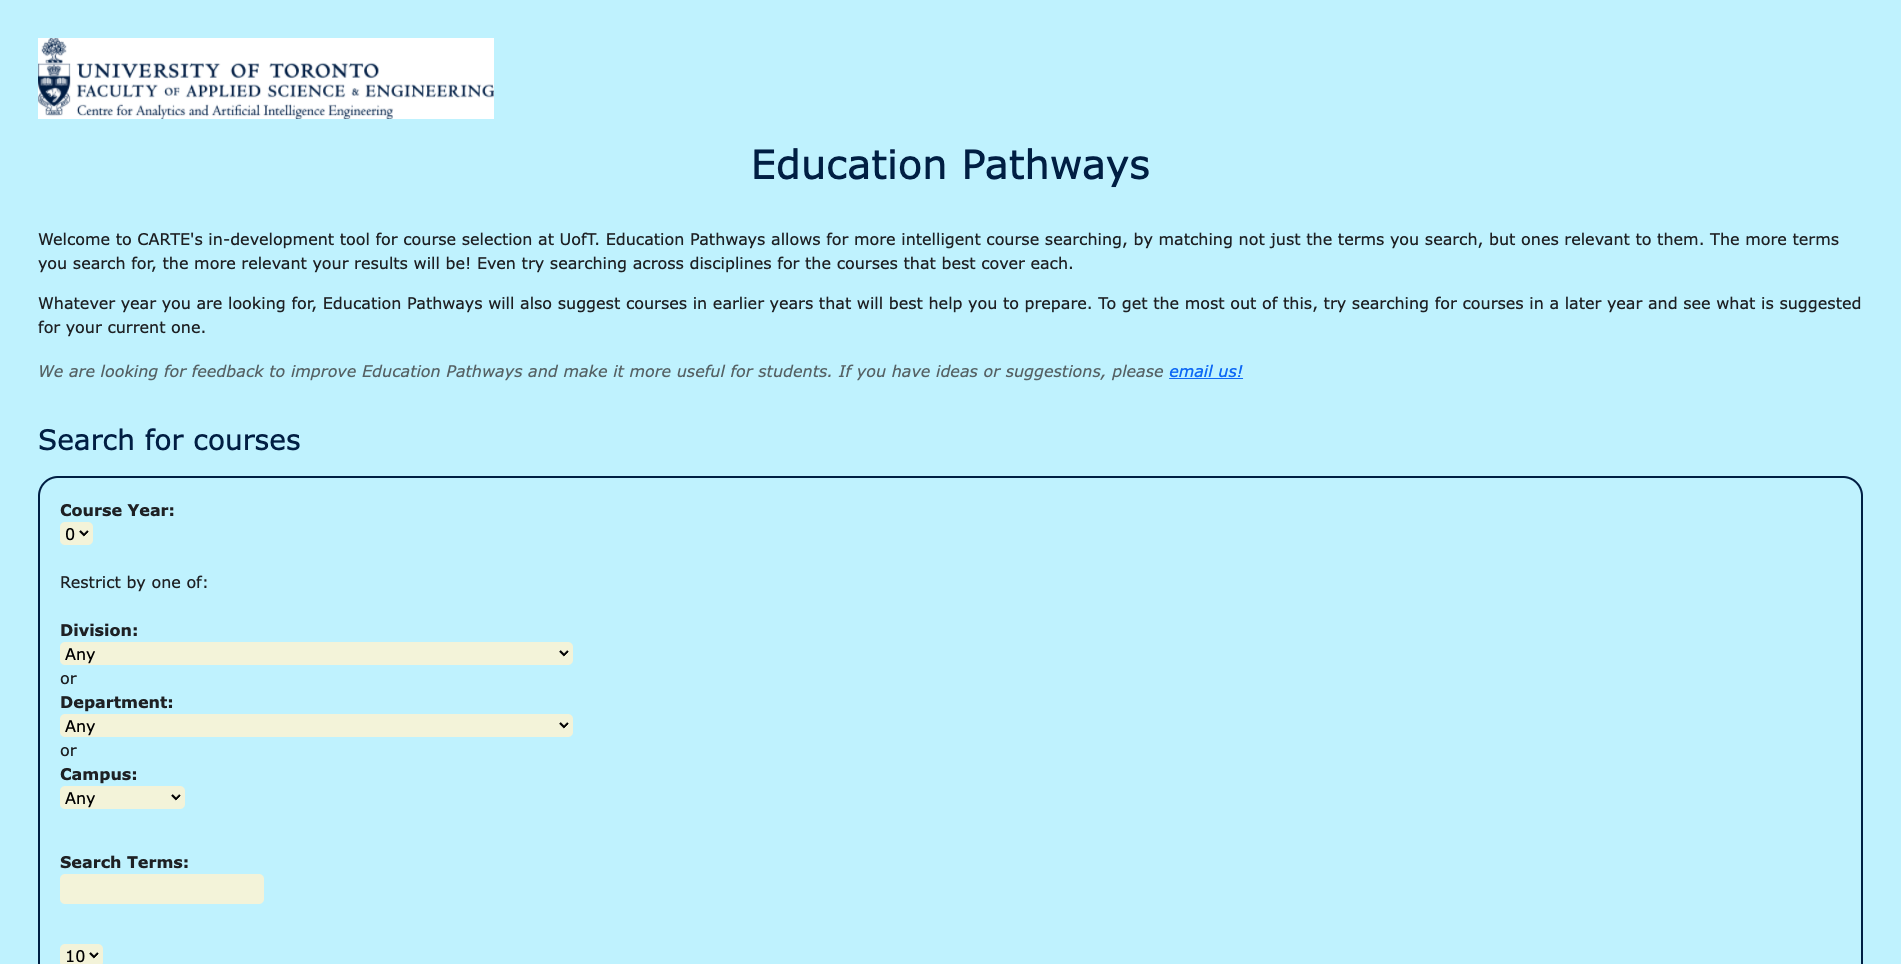 UNIVERSITY OF TORONTO
FACULTY OF APPLIED SCIENCE & ENGINEERING
Centre for Analytics and Artificial Intelligence Engineering
Education Pathways
Welcome to CARTE's in-development tool for course selection at UofT. Education Pathways allows for more intelligent course searching, by matching not just the terms you search, but ones relevant to them. The more terms
you search for, the more relevant your results will be! Even try searching across disciplines for the courses that best cover each.
Whatever year you are looking for, Education Pathways will also suggest courses in earlier years that will best help you to prepare. To get the most out of this, try searching for courses in a later year and see what is suggested
for your current one.
We are looking for feedback to improve Education Pathways and make it more useful for students. If you have ideas or suggestions, please email us!
Search for courses
Course Year:
0
Restrict by one of:
Division:
Any
or
Department:
Any
or
Campus:
Any
Search Terms:
10